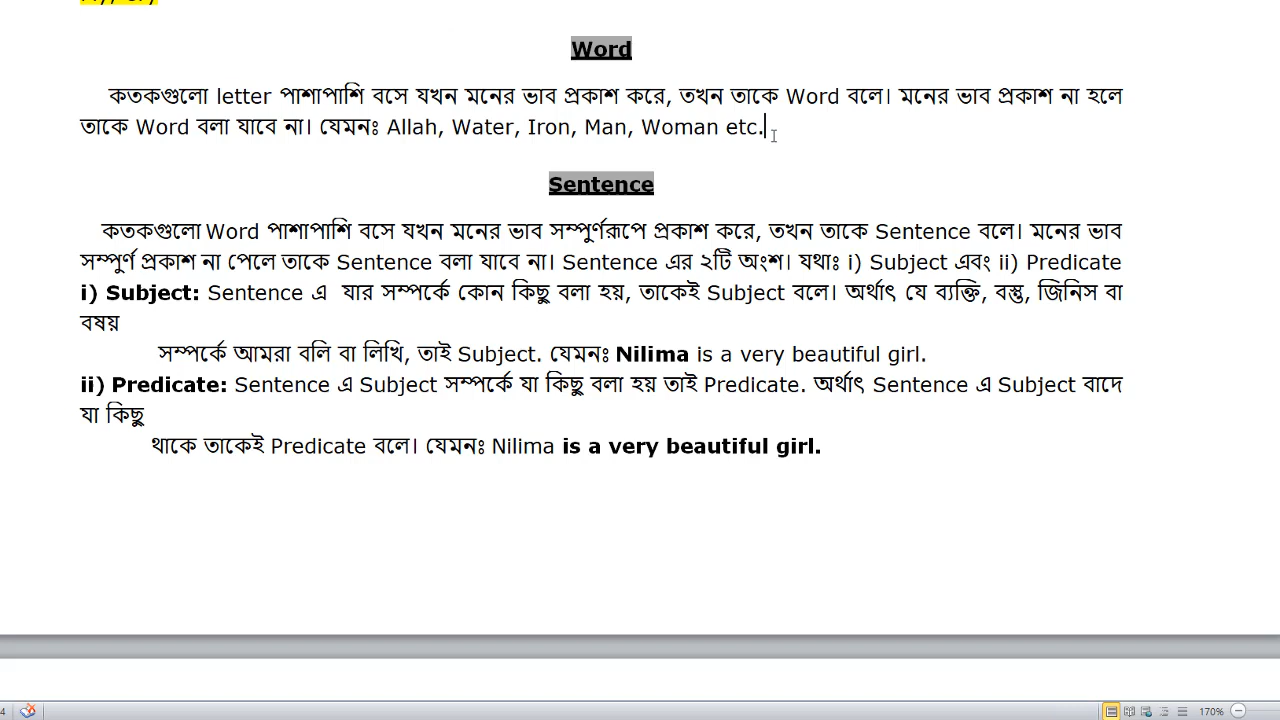 Word
কতকগুলো letter পাশাপাশি বসে যখন মনের ভাব প্রকাশ করে, তখন তাকে Word বলে। মনের ভাব প্রকাশ না হলে
তাকে Word বলা যাবে না। যেমনঃ Allah, Water, Iron, Man, Woman etc.
Sentence
কতকগুলো Word পাশাপাশি বসে যখন মনের ভাব সম্পুর্ণরূপে প্রকাশ করে, তখন তাকে Sentence বলে। মনের ভাব
সম্পুর্ণ প্রকাশ না পেলে তাকে Sentence বলা যাবে না। Sentence এর ২টি অংশ। যথাঃ i) Subject এবং ii) Predicate
i) Subject: Sentence এ যার সম্পর্কে কোন কিছু বলা হয়, তাকেই Subject বলে। অর্থাৎ যে ব্যক্তি, বস্তু, জিনিস বা
বষয়
সম্পর্কে আমরা বলি বা লিখি, তাই Subject. যেমনঃ Nilima is a very beautiful girl.
ii) Predicate: Sentence এ Subject সম্পর্কে যা কিছু বলা হয় তাই Predicate. অর্থাৎ Sentence এ Subject বাদে
যা কিছু
থাকে তাকেই Predicate বলে। যেমনঃ Nilima is a very beautiful girl.
4
170%